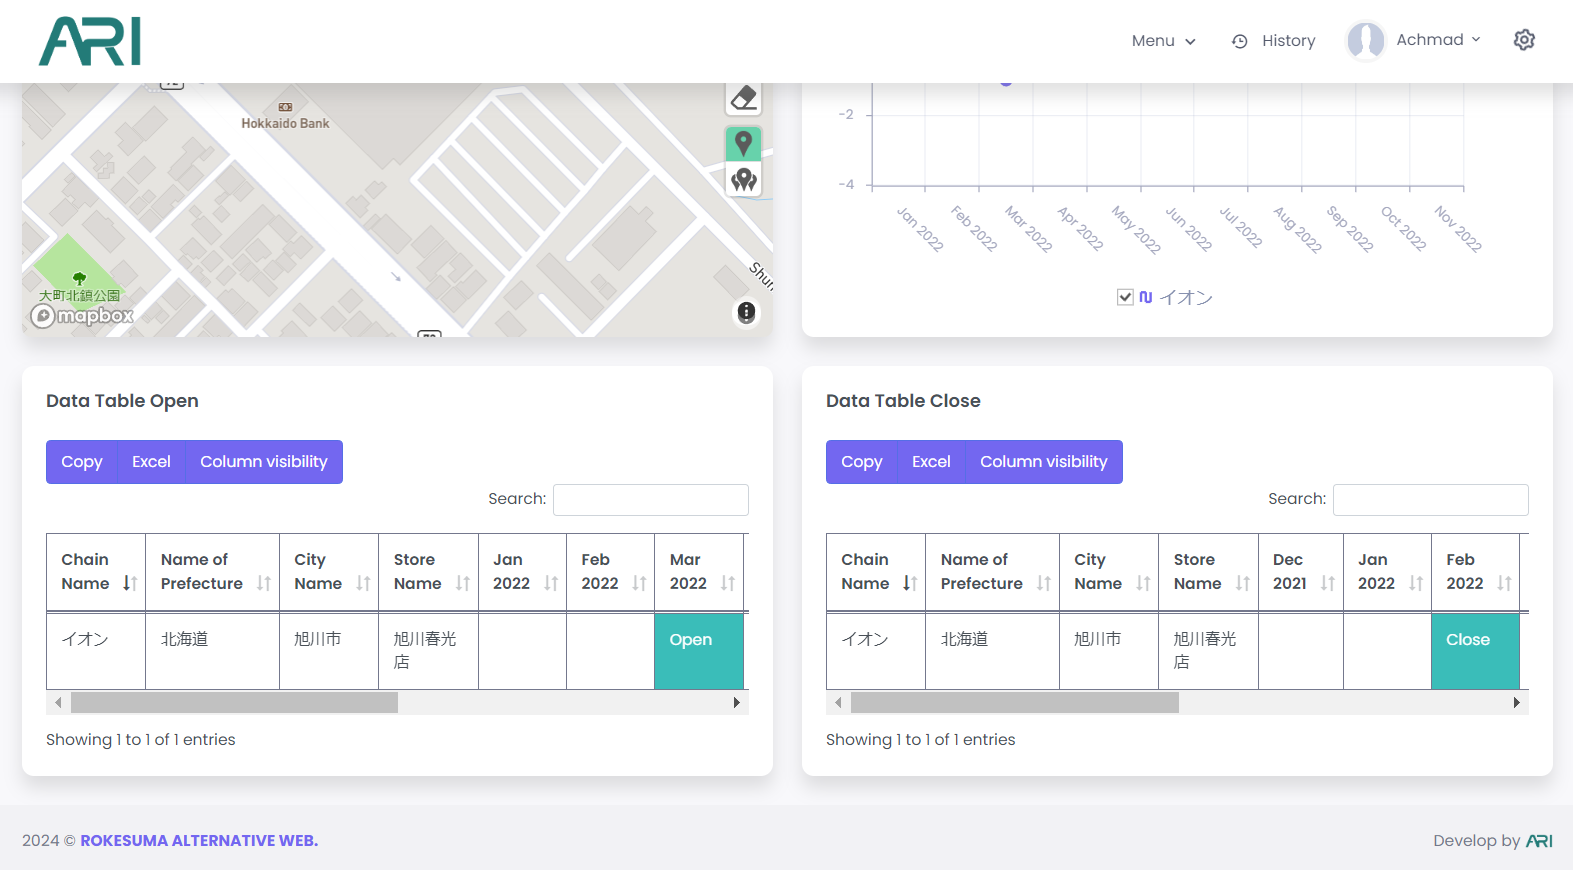 ARI
Menu
History
Achmad
Hokkaido Bank
大町北鎮公園
mapbox
-2
-4
Jan 2022
Feb 2022
Mar 2022
Apr 2022
May 2022
Jun 2022
Jul 2022
Aug 2022
Sep 2022
Oct 2022
Nov 2022
イオン
Data Table Open
Copy Excel Column visibility
Search:
Chain Name
Name of Prefecture
City Name
Store Name
Jan 2022
Feb 2022
Mar 2022
イオン
北海道
旭川市
旭川春光店
Open
Showing 1 to 1 of 1 entries
Data Table Close
Copy Excel Column visibility
Search:
Chain Name
Name of Prefecture
City Name
Store Name
Dec 2021
Jan 2022
Feb 2022
イオン
北海道
旭川市
旭川春光店
Close
Showing 1 to 1 of 1 entries
2024 © ROKESUMA ALTERNATIVE WEB.
Develop by ARI